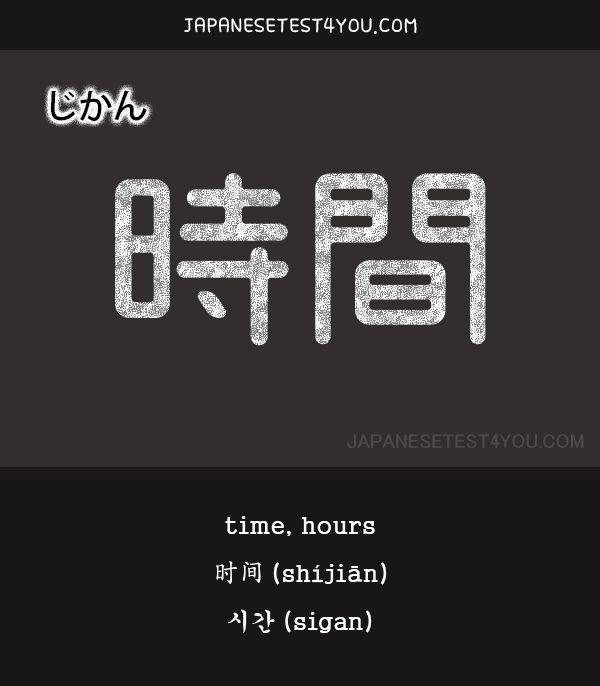 JAPANESETEST4YOU.COM
じかん
時間
JAPANESETEST4YOU.COM
time, hours
时间 (shíjiān)
시간 (sigan)